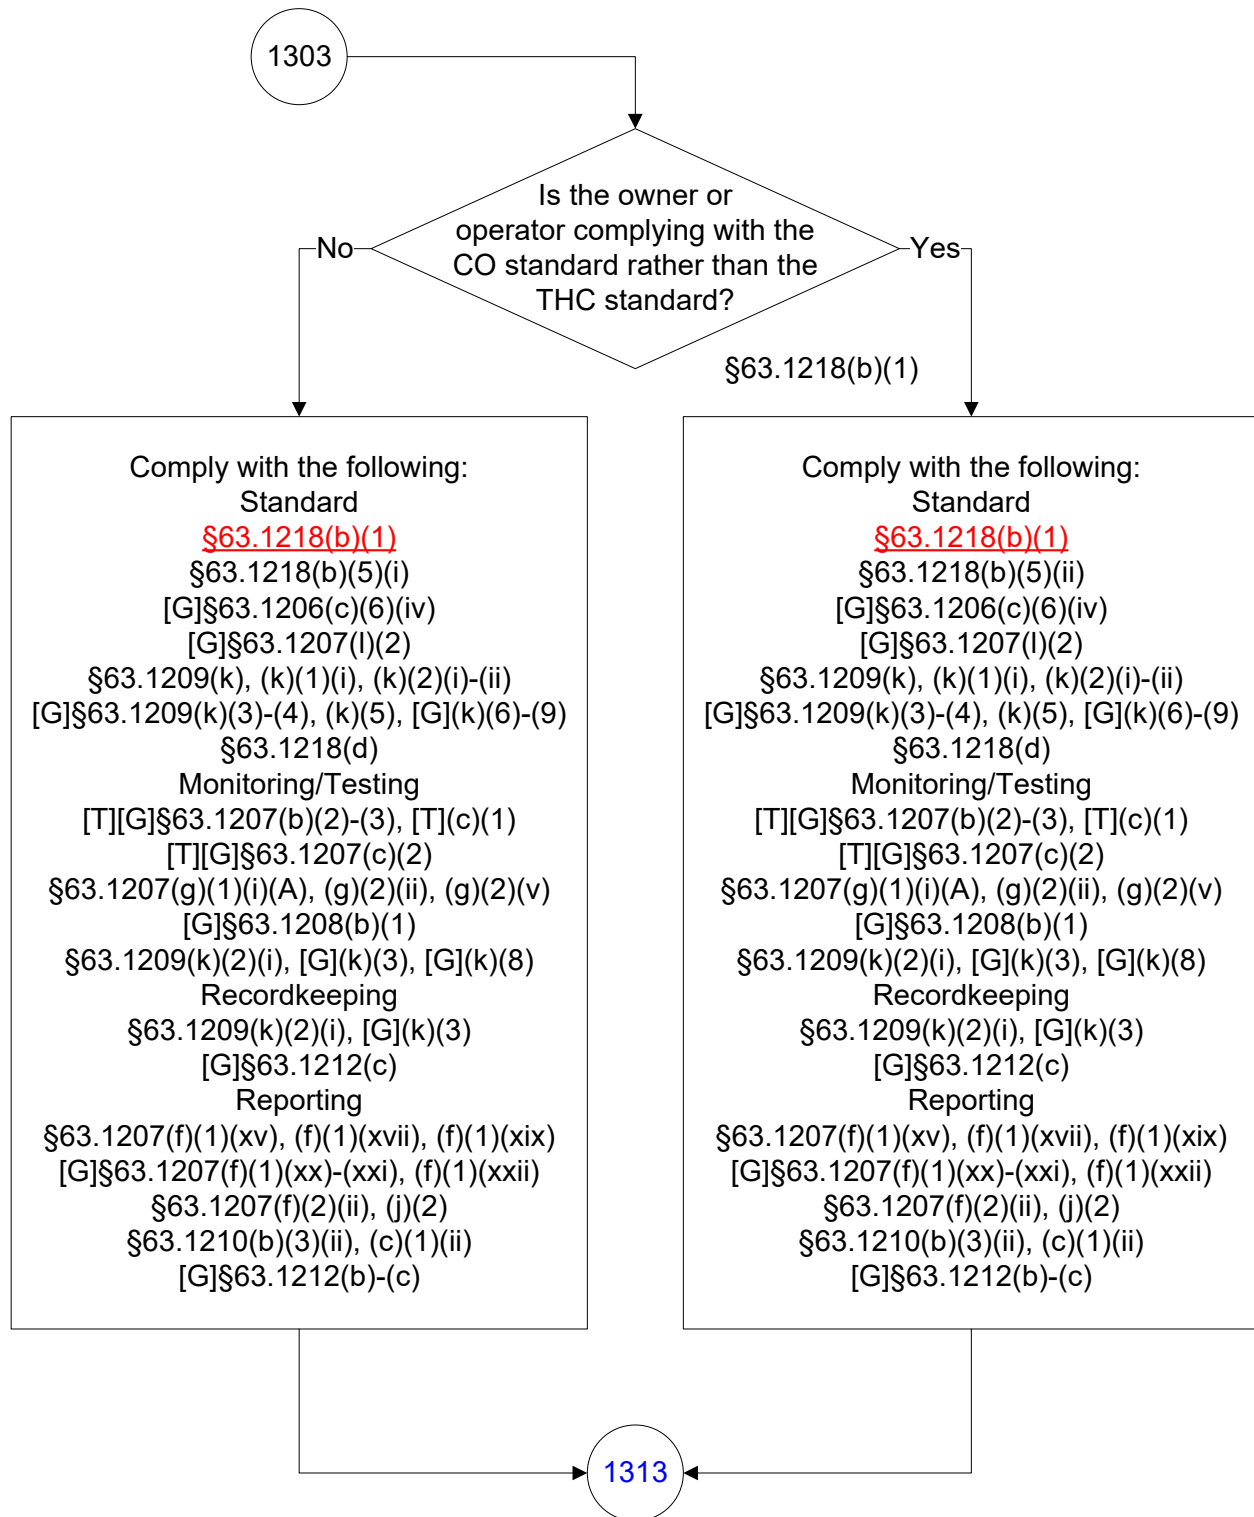 1303
Is the owner or
operator complying with the
CO standard rather than the
THC standard?
No
Yes
§63.1218(b)(1)
Comply with the following:
Standard
§63.1218(b)(1)
§63.1218(b)(5)(i)
[G]§63.1206(c)(6)(iv)
[G]§63.1207(l)(2)
§63.1209(k), (k)(1)(i), (k)(2)(i)-(ii)
[G]§63.1209(k)(3)-(4), (k)(5), [G](k)(6)-(9)
§63.1218(d)
Monitoring/Testing
[T][G]§63.1207(b)(2)-(3), [T](c)(1)
[T][G]§63.1207(c)(2)
§63.1207(g)(1)(i)(A), (g)(2)(ii), (g)(2)(v)
[G]§63.1208(b)(1)
§63.1209(k)(2)(i), [G](k)(3), [G](k)(8)
Recordkeeping
§63.1209(k)(2)(i), [G](k)(3)
[G]§63.1212(c)
Reporting
§63.1207(f)(1)(xv), (f)(1)(xvii), (f)(1)(xix)
[G]§63.1207(f)(1)(xx)-(xxi), (f)(1)(xxii)
§63.1207(f)(2)(ii), (j)(2)
§63.1210(b)(3)(ii), (c)(1)(ii)
[G]§63.1212(b)-(c)
Comply with the following:
Standard
§63.1218(b)(1)
§63.1218(b)(5)(ii)
[G]§63.1206(c)(6)(iv)
[G]§63.1207(l)(2)
§63.1209(k), (k)(1)(i), (k)(2)(i)-(ii)
[G]§63.1209(k)(3)-(4), (k)(5), [G](k)(6)-(9)
§63.1218(d)
Monitoring/Testing
[T][G]§63.1207(b)(2)-(3), [T](c)(1)
[T][G]§63.1207(c)(2)
§63.1207(g)(1)(i)(A), (g)(2)(ii), (g)(2)(v)
[G]§63.1208(b)(1)
§63.1209(k)(2)(i), [G](k)(3), [G](k)(8)
Recordkeeping
§63.1209(k)(2)(i), [G](k)(3)
[G]§63.1212(c)
Reporting
§63.1207(f)(1)(xv), (f)(1)(xvii), (f)(1)(xix)
[G]§63.1207(f)(1)(xx)-(xxi), (f)(1)(xxii)
§63.1207(f)(2)(ii), (j)(2)
§63.1210(b)(3)(ii), (c)(1)(ii)
[G]§63.1212(b)-(c)
1313